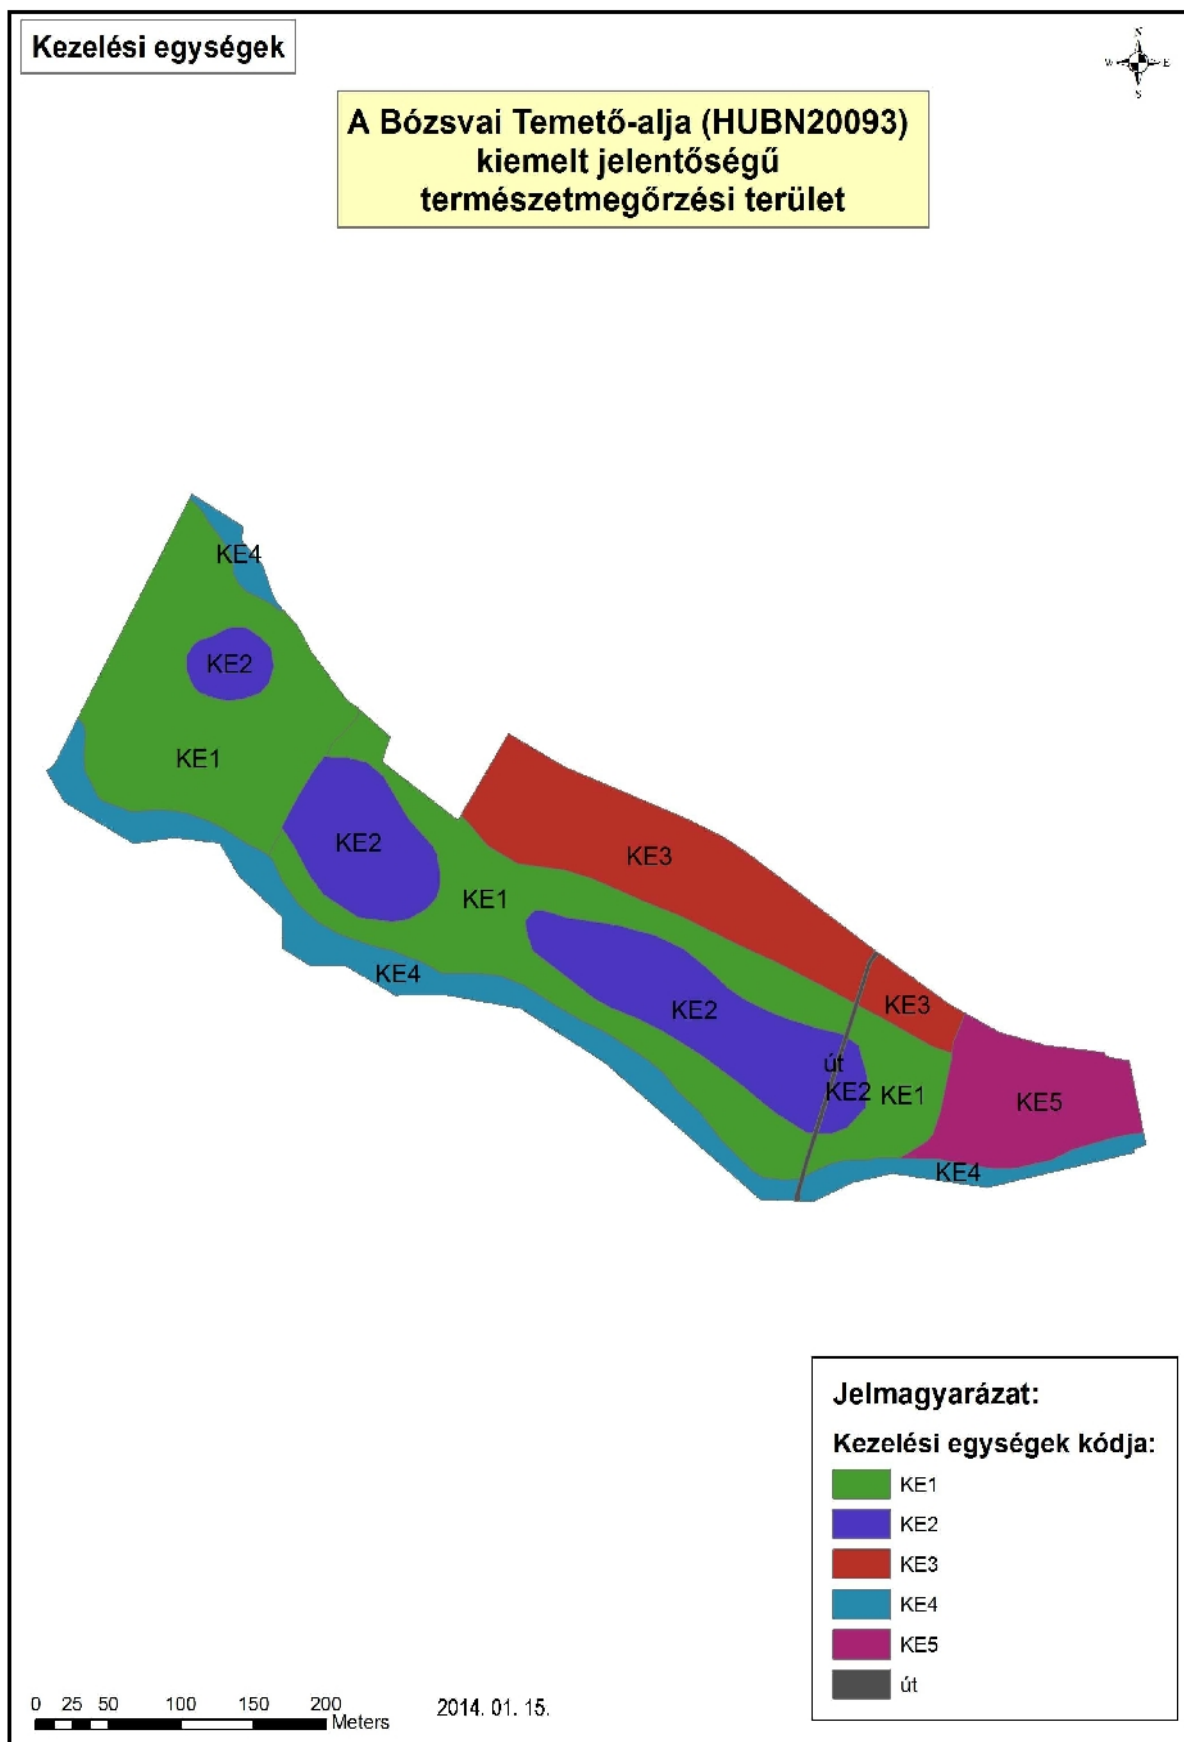 Kezelési egységek
N
W E
S
A Bózsvai Temető-alja (HUBN20093)
kiemelt jelentőségű
természetmegőrzési terület
KE4
KE2
KE1
KE2
KE3
KE1
KE4
KE2
KE3
út
KE2
KE1
KE5
KE4
Jelmagyarázat:
Kezelési egységek kódja:
KE1
KE2
KE3
KE4
KE5
út
0 25 50 100 150 200
Meters
2014. 01. 15.